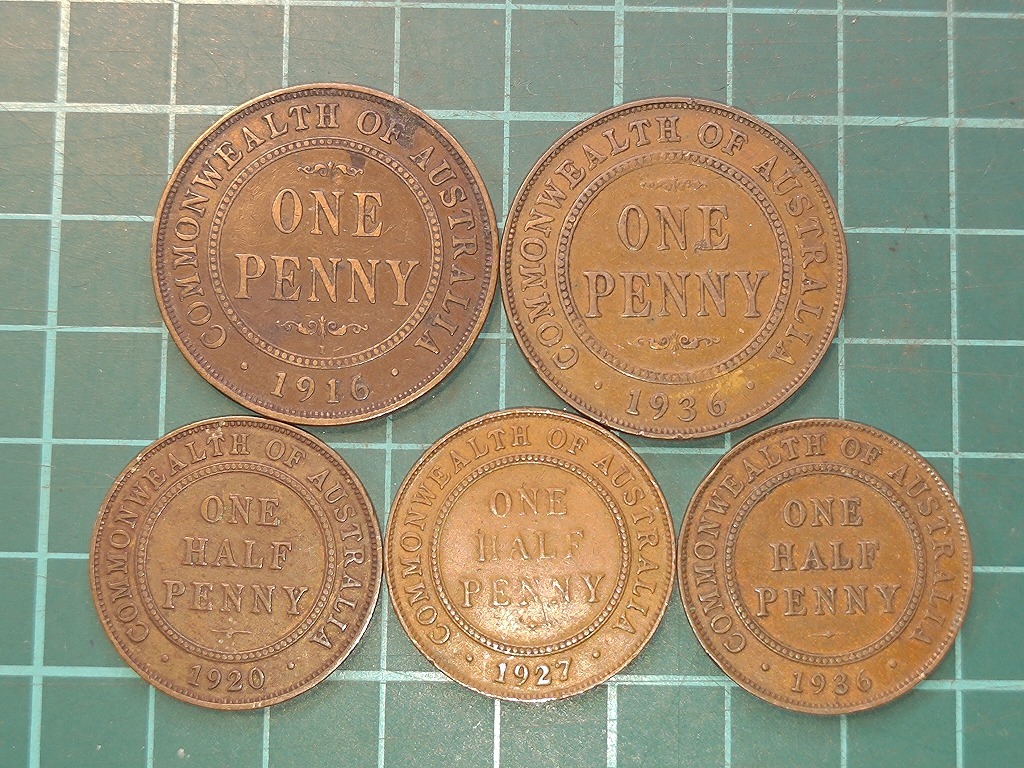 COMMONWEALTH OF AUSTRALIA
ONE
PENNY
· 1916 ·
COMMONWEALTH OF AUSTRALIA
ONE
PENNY
· 1936 ·
COMMONWEALTH OF AUSTRALIA
ONE
HALF
PENNY
· 1920 ·
COMMONWEALTH OF AUSTRALIA
ONE
HALF
PENNY
· 1927 ·
COMMONWEALTH OF AUSTRALIA
ONE
HALF
PENNY
· 1936 ·